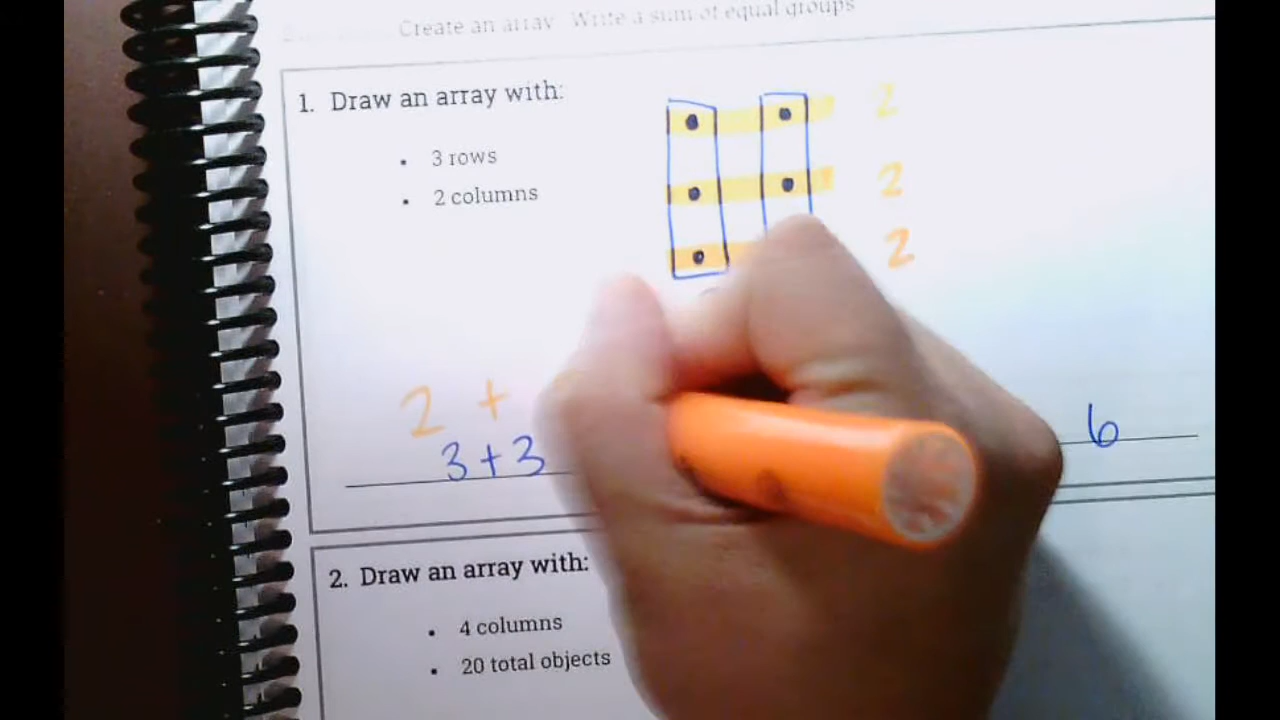 Create an array Write a sum of equal groups
1. Draw an array with:
2
• 3 rows
2
• 2 columns
2
2 +
3+3
6
2. Draw an array with:
• 4 columns
• 20 total objects